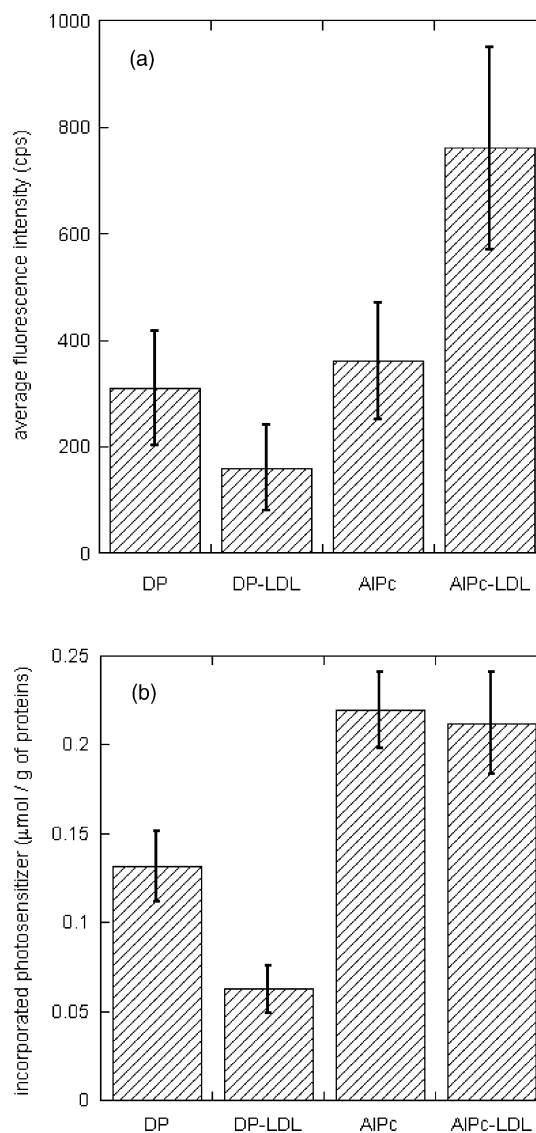 1000
(a)
800
600
400
200
0
average fluorescence intensity (cps)
DP DP-LDL AlPc AlPc-LDL
0.25
(b)
0.2
0.15
0.1
0.05
0
incorporated photosensitizer (µmol / g of proteins)
DP DP-LDL AlPc AlPc-LDL